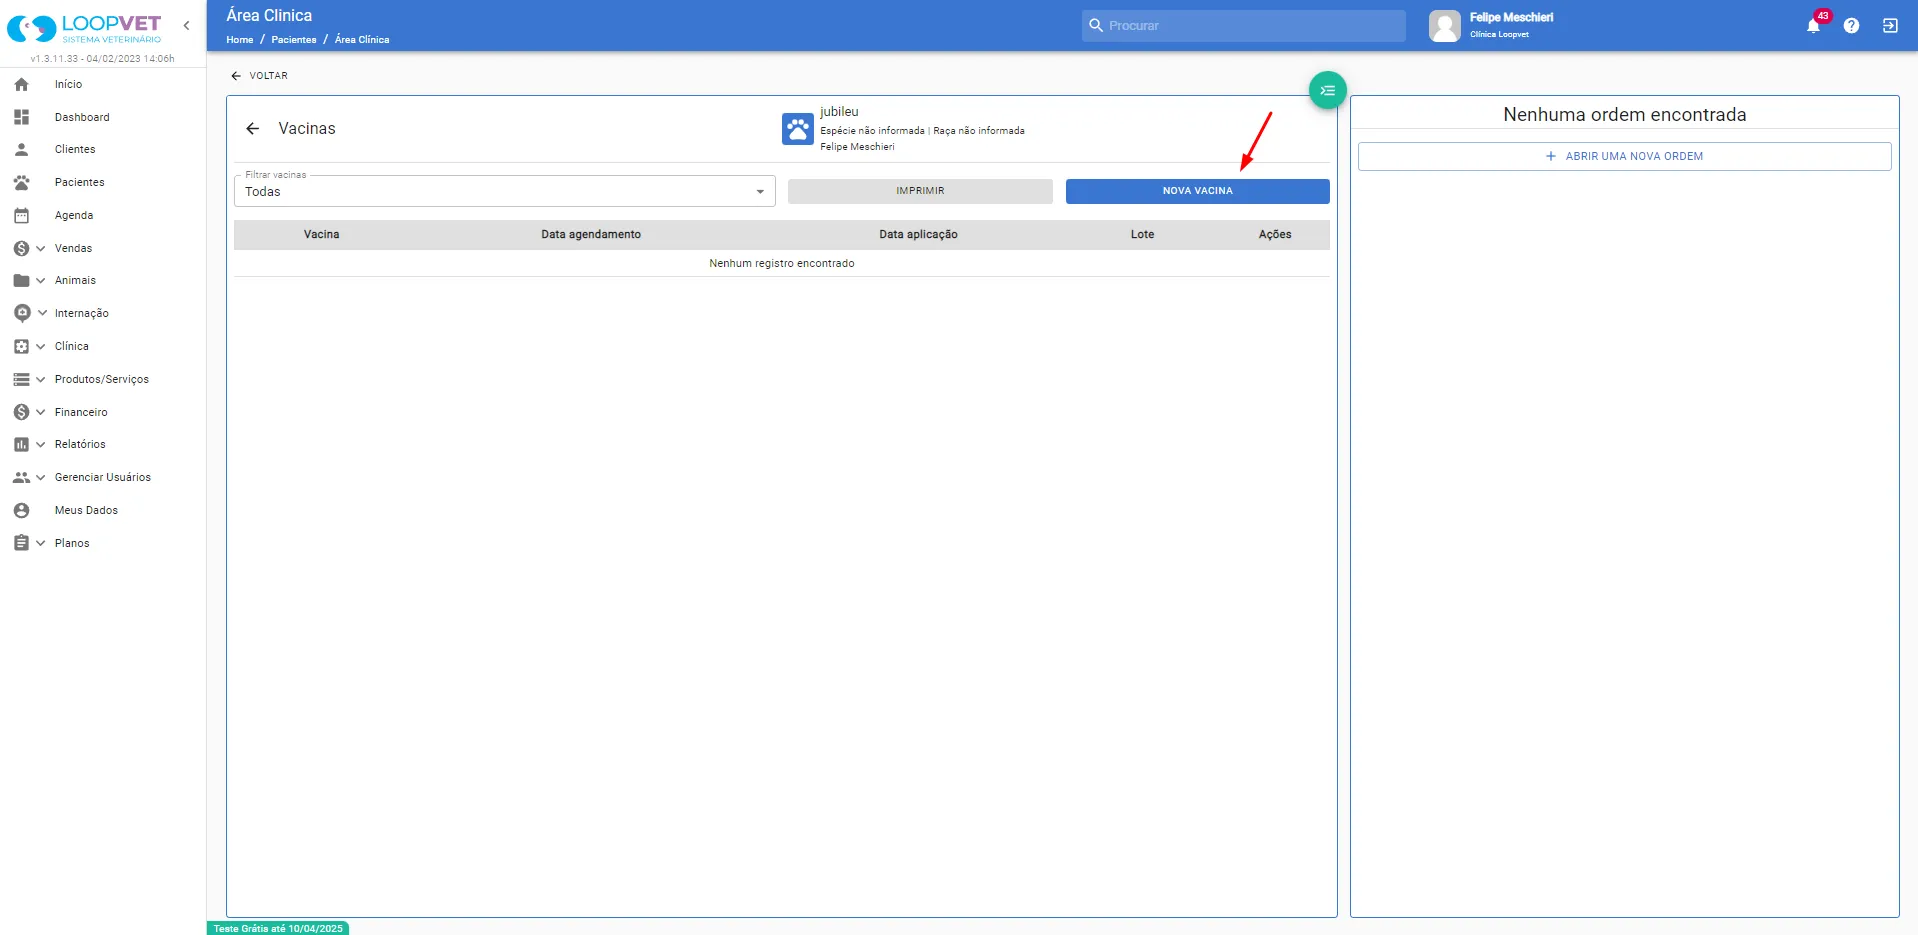 LOOPVET
SISTEMA VETERINÁRIO
v1.3.11.33 - 04/02/2023 14:06h
Início
Dashboard
Clientes
Pacientes
Agenda
Vendas
Animais
Internação
Clínica
Produtos/Serviços
Financeiro
Relatórios
Gerenciar Usuários
Meus Dados
Planos
Área Clinica
Home / Pacientes / Área Clínica
Procurar
Felipe Meschieri
Clínica Loopvet
43
VOLTAR
Vacinas
jubileu
Espécie não informada | Raça não informada
Felipe Meschieri
Filtrar vacinas
Todas
IMPRIMIR
NOVA VACINA
Vacina Data agendamento Data aplicação Lote Ações
Nenhum registro encontrado
Nenhuma ordem encontrada
+ ABRIR UMA NOVA ORDEM
Teste Grátis até 10/04/2025